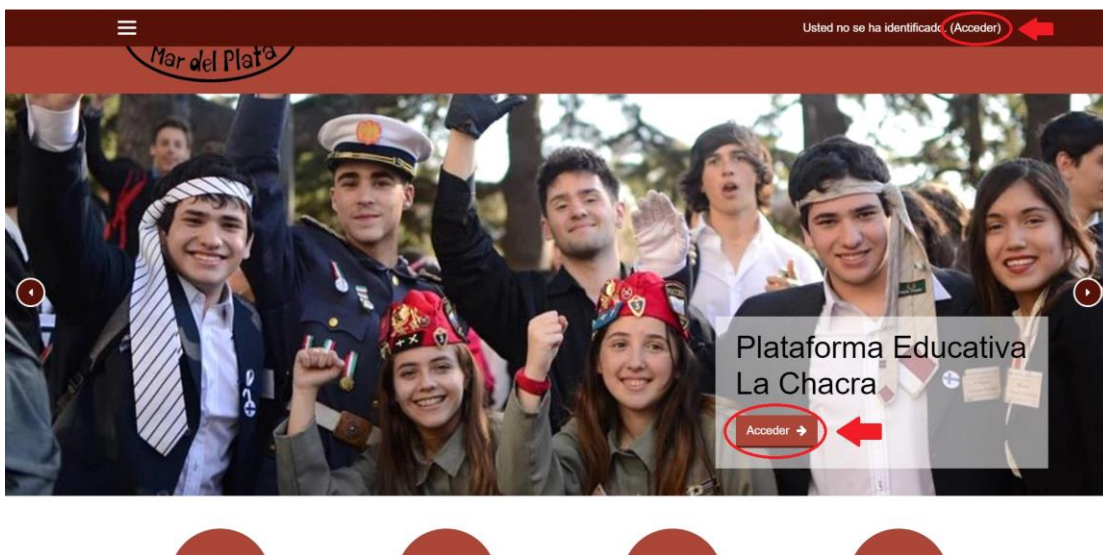 Usted no se ha identificado. (Acceder)
Mar del Plata
Plataforma Educativa
La Chacra
Acceder